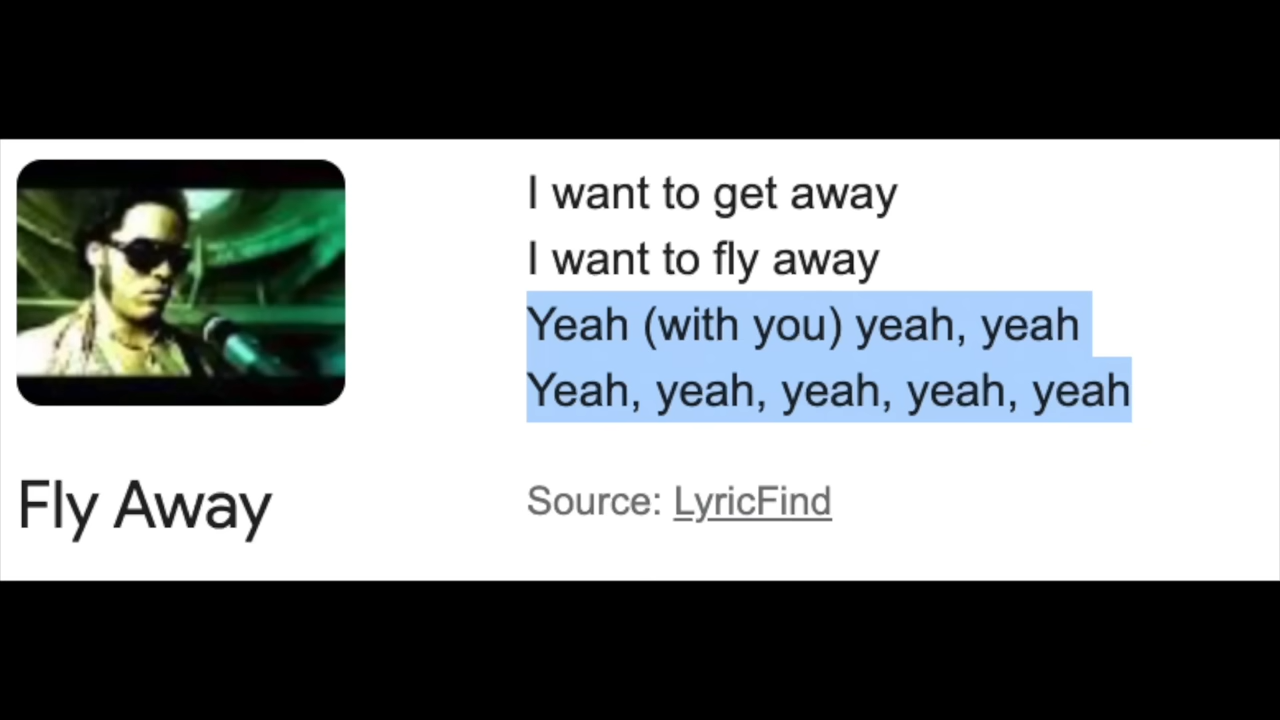 I want to get away
I want to fly away
Yeah (with you) yeah, yeah
Yeah, yeah, yeah, yeah, yeah
Fly Away
Source: LyricFind